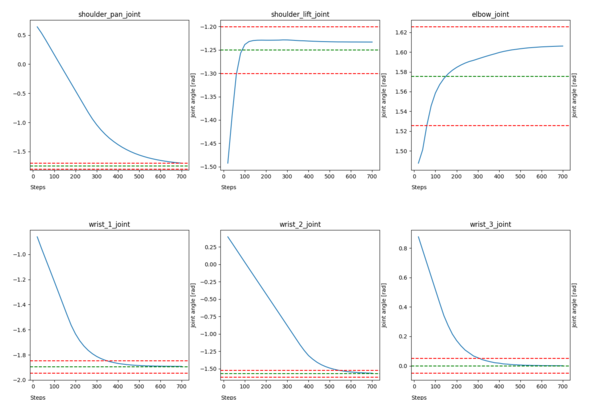 shoulder_pan_joint
0.5
0.0
−0.5
−1.0
−1.5
0 100 200 300 400 500 600 700
Steps
shoulder_lift_joint
Joint angle [rad]
−1.20
−1.25
−1.30
−1.35
−1.40
−1.45
−1.50
0 100 200 300 400 500 600 700
Steps
elbow_joint
Joint angle [rad]
1.62
1.60
1.58
1.56
1.54
1.52
1.50
0 100 200 300 400 500 600 700
Steps
Joint angle [rad]
wrist_1_joint
−1.0
−1.2
−1.4
−1.6
−1.8
−2.0
0 100 200 300 400 500 600 700
Steps
wrist_2_joint
Joint angle [rad]
0.25
0.00
−0.25
−0.50
−0.75
−1.00
−1.25
−1.50
0 100 200 300 400 500 600 700
Steps
wrist_3_joint
Joint angle [rad]
0.8
0.6
0.4
0.2
0.0
0 100 200 300 400 500 600 700
Steps
Joint angle [rad]